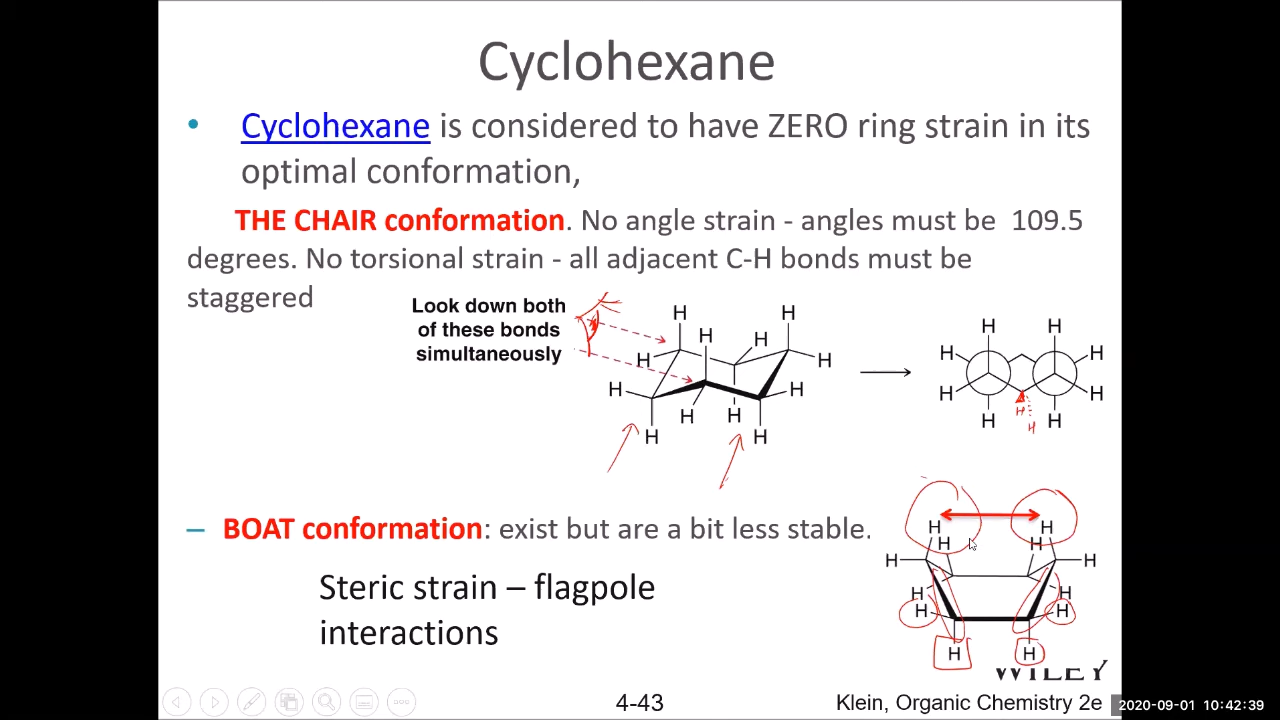 Cyclohexane
• Cyclohexane is considered to have ZERO ring strain in its
optimal conformation,
THE CHAIR conformation. No angle strain - angles must be 109.5
degrees. No torsional strain - all adjacent C-H bonds must be
staggered
Look down both
of these bonds
simultaneously
H H
H H
H H
H H
H H
H H
H H
H H
H H
H H
H
H
– BOAT conformation: exist but are a bit less stable.
Steric strain – flagpole
interactions
H H
H H
H H
H H
H H
H H
WILEY
4-43
Klein, Organic Chemistry 2e
2020-09-01 10:42:39